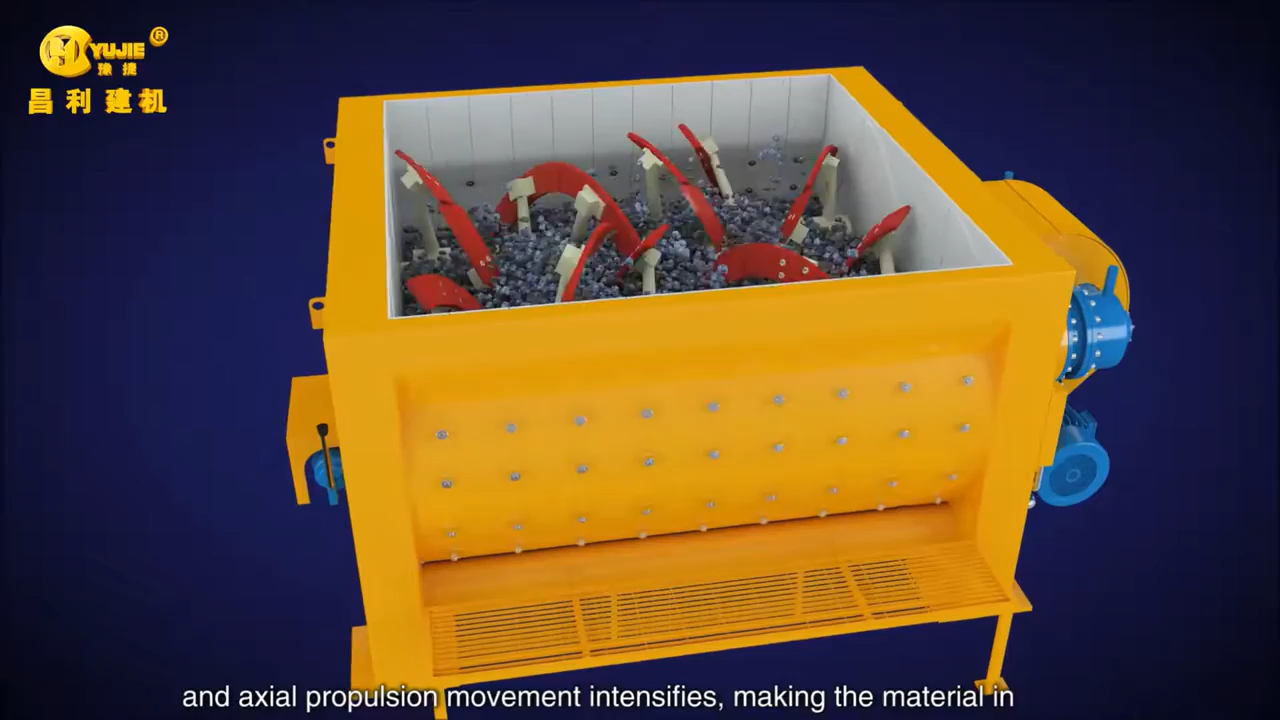 YUJIE®
豫捷
昌利建机
and axial propulsion movement intensifies, making the material in